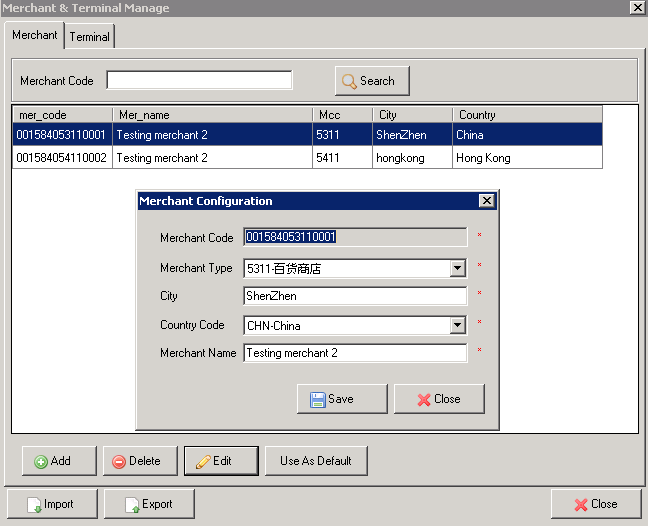 Merchant & Terminal Manage
Merchant Terminal
Merchant Code Search
mer_code Mer_name Mcc City Country
001584053110001 Testing merchant 2 5311 ShenZhen China
001584054110002 Testing merchant 2 5411 hongkong Hong Kong
Merchant Configuration
Merchant Code 001584053110001 *
Merchant Type 5311-百货商店 *
City ShenZhen *
Country Code CHN-China *
Merchant Name Testing merchant 2 *
Save Close
Add Delete Edit Use As Default
Import Export Close